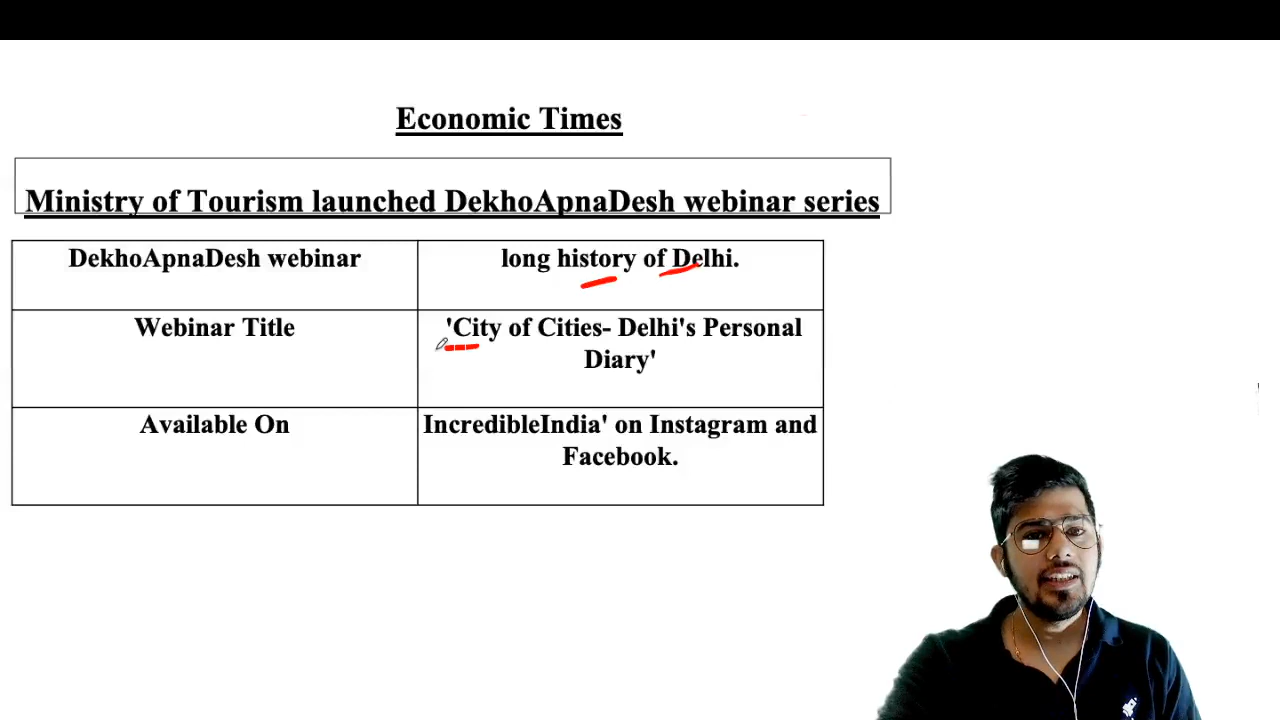 Economic Times
Ministry of Tourism launched DekhoApnaDesh webinar series
DekhoApnaDesh webinar
long history of Delhi.
Webinar Title
'City of Cities- Delhi's Personal
Diary'
Available On
IncredibleIndia' on Instagram and
Facebook.